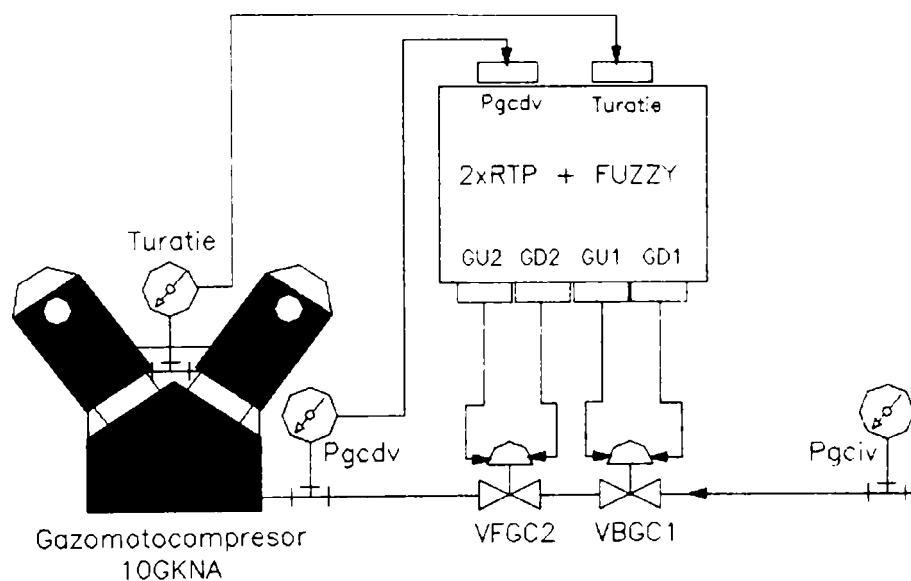 Pgcdv Turatie
2xRTP + FUZZY
GU2 GD2 GU1 GD1
Turatie
Pgcdv
Pgciv
VFGC2 VBGC1
Gazomotocompresor
10GKNA